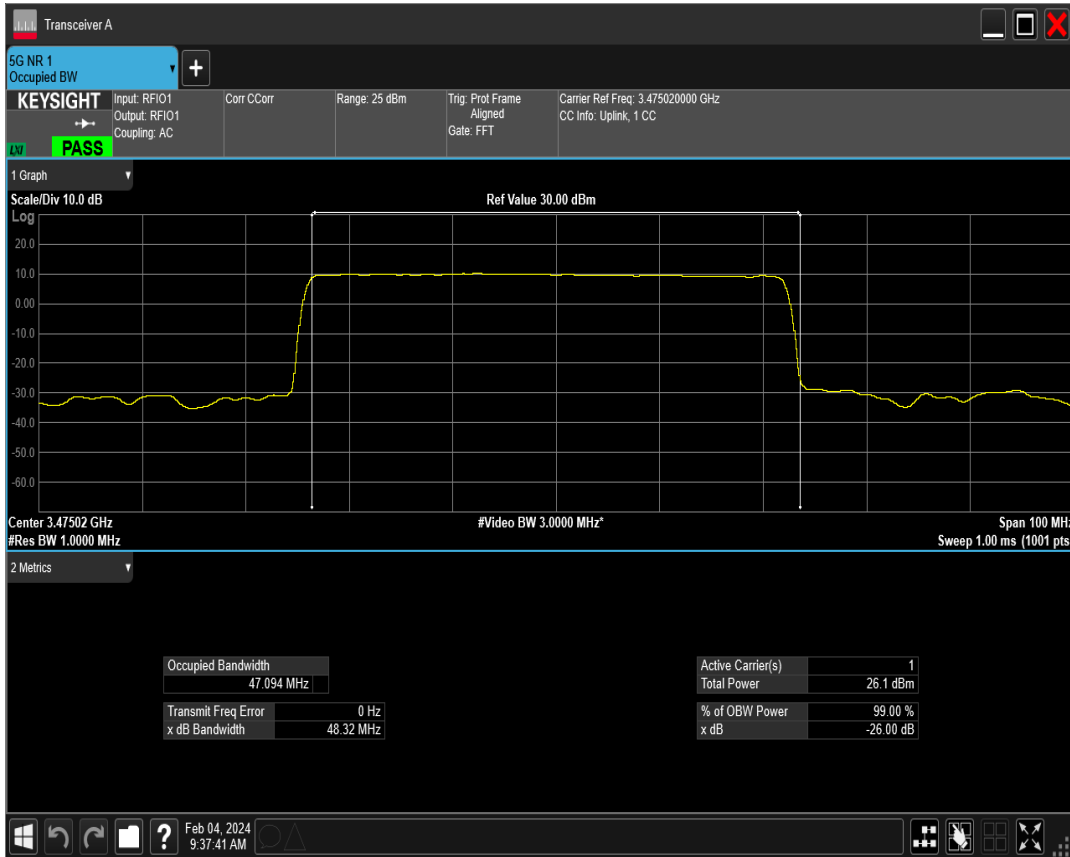 Transceiver A
5G NR 1
Occupied BW
+
KEYSIGHT
LXI
PASS
Input: RFIO1
Output: RFIO1
Coupling: AC
Corr CCorr
Range: 25 dBm
Trig: Prot Frame
Aligned
Gate: FFT
Carrier Ref Freq: 3.475020000 GHz
CC Info: Uplink, 1 CC
1 Graph
Scale/Div 10.0 dB
Ref Value 30.00 dBm
Log
20.0
10.0
0.00
-10.0
-20.0
-30.0
-40.0
-50.0
-60.0
Center 3.47502 GHz
#Video BW 3.0000 MHz*
Span 100 MHz
#Res BW 1.0000 MHz
Sweep 1.00 ms (1001 pts
2 Metrics
Occupied Bandwidth
47.094 MHz
Transmit Freq Error 0 Hz
x dB Bandwidth 48.32 MHz
Active Carrier(s) 1
Total Power 26.1 dBm
% of OBW Power 99.00 %
x dB -26.00 dB
?
Feb 04, 2024
9:37:41 AM